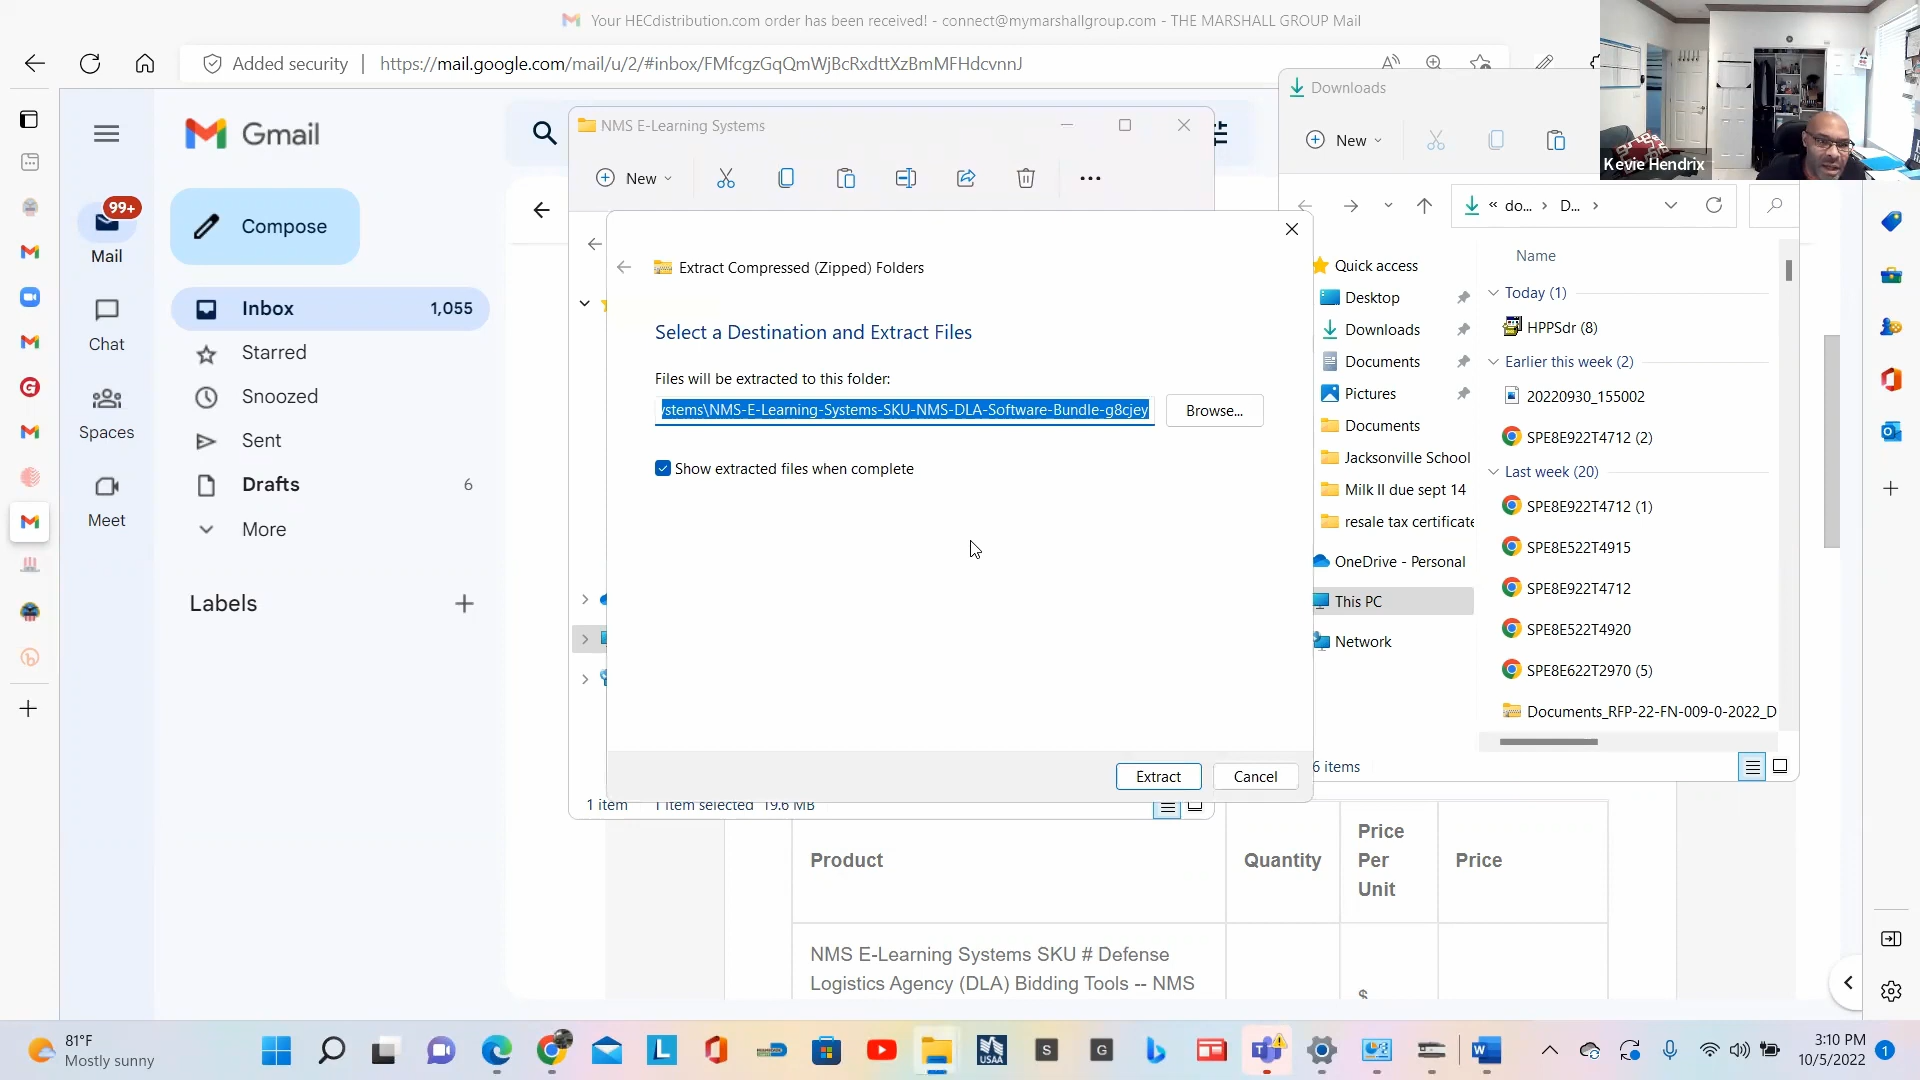 Your HECdistribution.com order has been received! - connect@mymarshallgroup.com - THE MARSHALL GROUP Mail
Added security
https://mail.google.com/mail/u/2/#inbox/FMfcgzGqQmWjBcRxdttXzBmMFHdcvnnJ
Kevie Hendrix
Gmail
99+
Mail
Chat
Spaces
Meet
Compose
Inbox 1,055
Starred
Snoozed
Sent
Drafts 6
More
Labels
NMS E-Learning Systems
New
Extract Compressed (Zipped) Folders
Select a Destination and Extract Files
Files will be extracted to this folder:
ystems\NMS-E-Learning-Systems-SKU-NMS-DLA-Software-Bundle-g8cjey
Browse...
Show extracted files when complete
Extract
Cancel
1 item 1 item selected 19.6 MB
Downloads
New
« do... › D... ›
Quick access
Desktop
Downloads
Documents
Pictures
Documents
Jacksonville School
Milk II due sept 14
resale tax certificate
OneDrive - Personal
This PC
Network
Name
Today (1)
HPPSdr (8)
Earlier this week (2)
20220930_155002
SPE8E922T4712 (2)
Last week (20)
SPE8E922T4712 (1)
SPE8E522T4915
SPE8E922T4712
SPE8E522T4920
SPE8E622T2970 (5)
Documents_RFP-22-FN-009-0-2022_D
6 items
Product
Quantity
Price
Per
Unit
Price
NMS E-Learning Systems SKU # Defense
Logistics Agency (DLA) Bidding Tools -- NMS
$
81°F
Mostly sunny
L
USAA
S
G
W
3:10 PM
10/5/2022
1